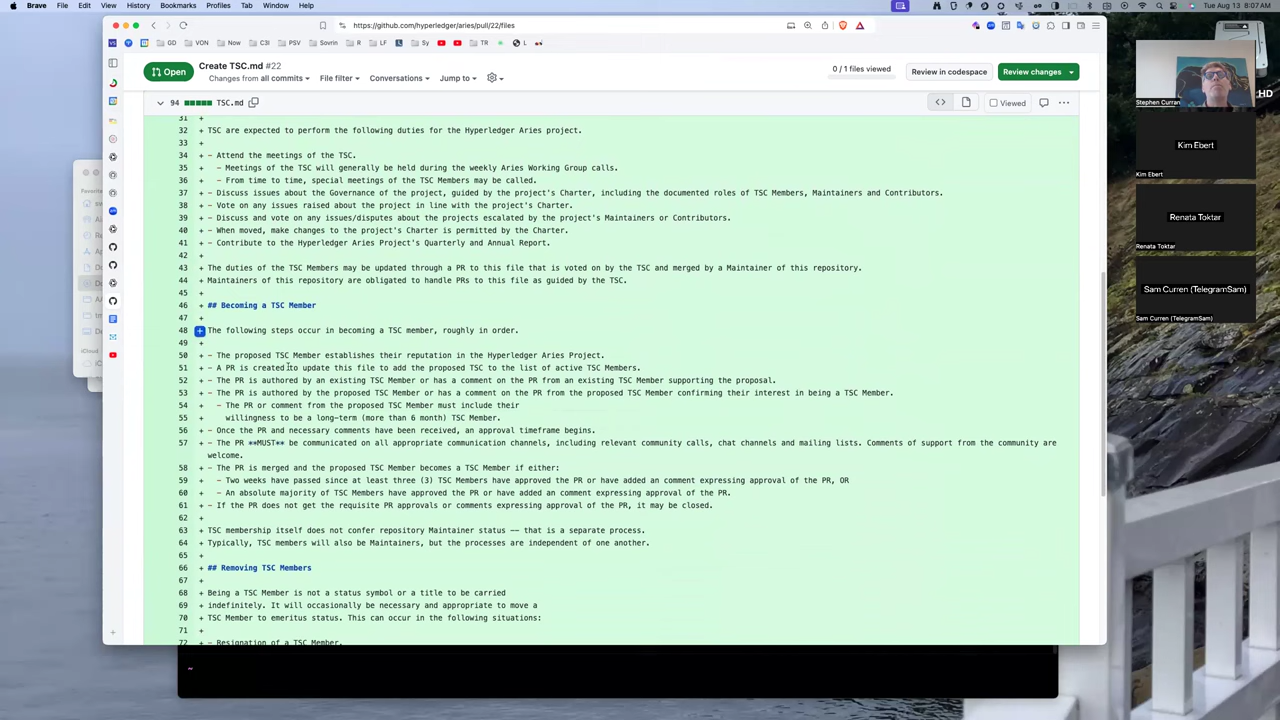 Brave File Edit View History Bookmarks Profiles Tab Window Help
Tue Aug 13 8:07 AM
https://github.com/hyperledger/aries/pull/22/files
GD VON Now C3I PSV Sovrin R LF 5y TR L
Open
Create TSC.md #22
Changes from all commits File filter Conversations Jump to
0 / 1 files viewed
Review in codespace
Review changes
94 TSC.md
Viewed
31 +
32 + TSC are expected to perform the following duties for the Hyperledger Aries project.
33 +
34 + - Attend the meetings of the TSC.
35 + - Meetings of the TSC will generally be held during the weekly Aries Working Group calls.
36 + - From time to time, special meetings of the TSC Members may be called.
37 + - Discuss issues about the Governance of the project, guided by the project's Charter, including the documented roles of TSC Members, Maintainers and Contributors.
38 + - Vote on any issues raised about the project in line with the project's Charter.
39 + - Discuss and vote on any issues/disputes about the projects escalated by the project's Maintainers or Contributors.
40 + - When moved, make changes to the project's Charter is permitted by the Charter.
41 + - Contribute to the Hyperledger Aries Project's Quarterly and Annual Report.
42 +
43 + The duties of the TSC Members may be updated through a PR to this file that is voted on by the TSC and merged by a Maintainer of this repository.
44 + Maintainers of this repository are obligated to handle PRs to this file as guided by the TSC.
45 +
46 + ## Becoming a TSC Member
47 +
48 + The following steps occur in becoming a TSC member, roughly in order.
49 +
50 + - The proposed TSC Member establishes their reputation in the Hyperledger Aries Project.
51 + - A PR is created to update this file to add the proposed TSC to the list of active TSC Members.
52 + - The PR is authored by an existing TSC Member or has a comment on the PR from an existing TSC Member supporting the proposal.
53 + - The PR is authored by the proposed TSC Member or has a comment on the PR from the proposed TSC Member confirming their interest in being a TSC Member.
54 + - The PR or comment from the proposed TSC Member must include their
55 + willingness to be a long-term (more than 6 month) TSC Member.
56 + - Once the PR and necessary comments have been received, an approval timeframe begins.
57 + - The PR **MUST** be communicated on all appropriate communication channels, including relevant community calls, chat channels and mailing lists. Comments of support from the community are
welcome.
58 + - The PR is merged and the proposed TSC Member becomes a TSC Member if either:
59 + - Two weeks have passed since at least three (3) TSC Members have approved the PR or have added an comment expressing approval of the PR, OR
60 + - An absolute majority of TSC Members have approved the PR or have added an comment expressing approval of the PR.
61 + - If the PR does not get the requisite PR approvals or comments expressing approval of the PR, it may be closed.
62 +
63 + TSC membership itself does not confer repository Maintainer status -- that is a separate process.
64 + Typically, TSC members will also be Maintainers, but the processes are independent of one another.
65 +
66 + ## Removing TSC Members
67 +
68 + Being a TSC Member is not a status symbol or a title to be carried
69 + indefinitely. It will occasionally be necessary and appropriate to move a
70 + TSC Member to emeritus status. This can occur in the following situations:
71 +
72 + - Resignation of a TSC Member.
~
HD
Stephen Curran
Kim Ebert
Kim Ebert
Renata Toktar
Renata Toktar
Sam Curren (TelegramSam)
Sam Curren (TelegramSam)